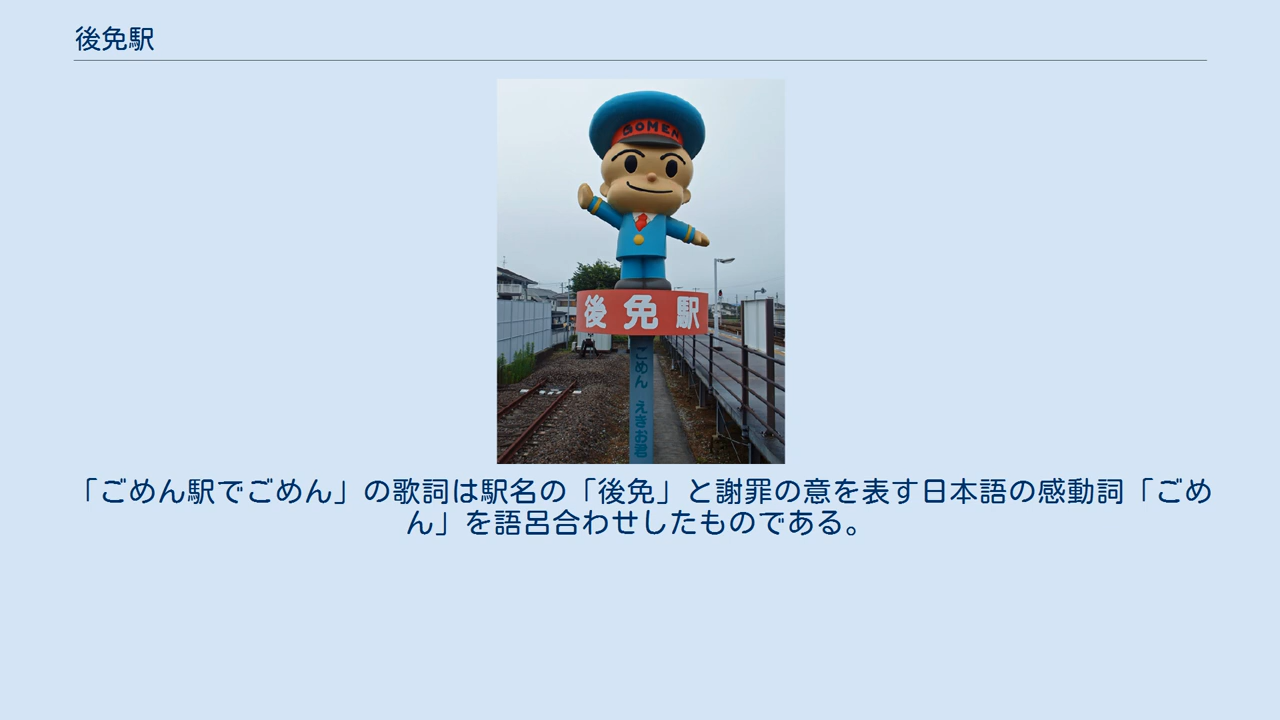 後免駅
GOMEN
後免駅
ごめん えきお君
「ごめん駅でごめん」の歌詞は駅名の「後免」と謝罪の意を表す日本語の感動詞「ごめ
ん」を語呂合わせしたものである。